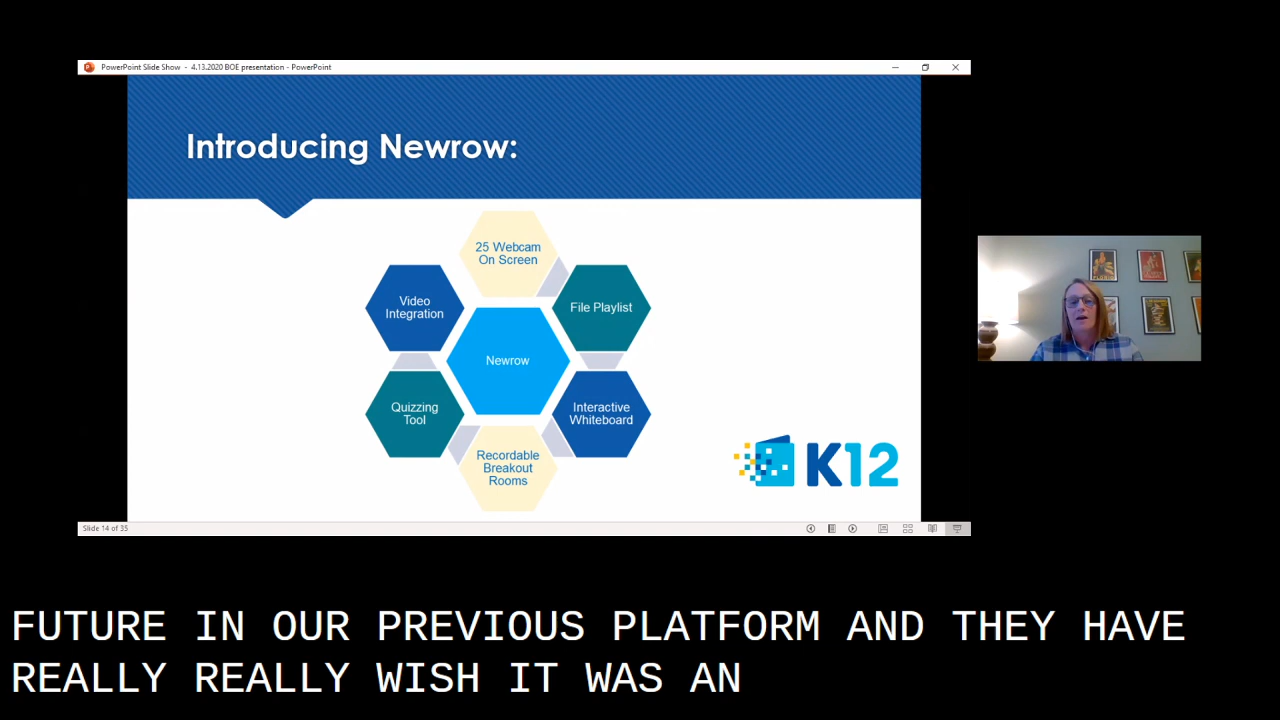 PowerPoint Slide Show - 4.13.2020 BOE presentation - PowerPoint
Introducing Newrow:
25 Webcam
On Screen
Video
Integration
File Playlist
Newrow
Quizzing
Tool
Interactive
Whiteboard
Recordable
Breakout
Rooms
K12
Slide 14 of 35
FUTURE IN OUR PREVIOUS PLATFORM AND THEY HAVE
REALLY REALLY WISH IT WAS AN